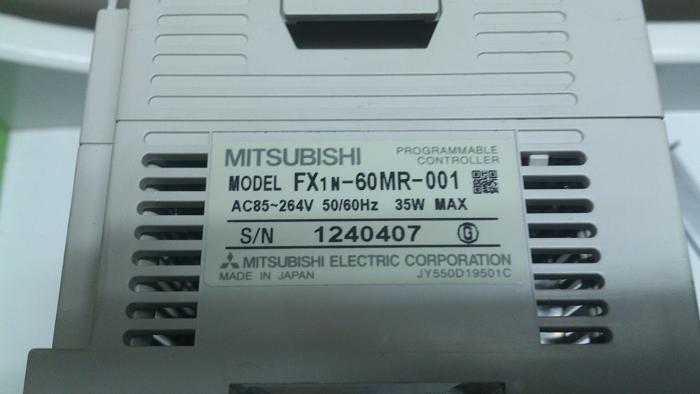 MITSUBISHI PROGRAMMABLE CONTROLLER
MODEL FX1N-60MR-001
AC85~264V 50/60Hz 35W MAX
S/N 1240407
MITSUBISHI ELECTRIC CORPORATION
MADE IN JAPAN JY550D19501C